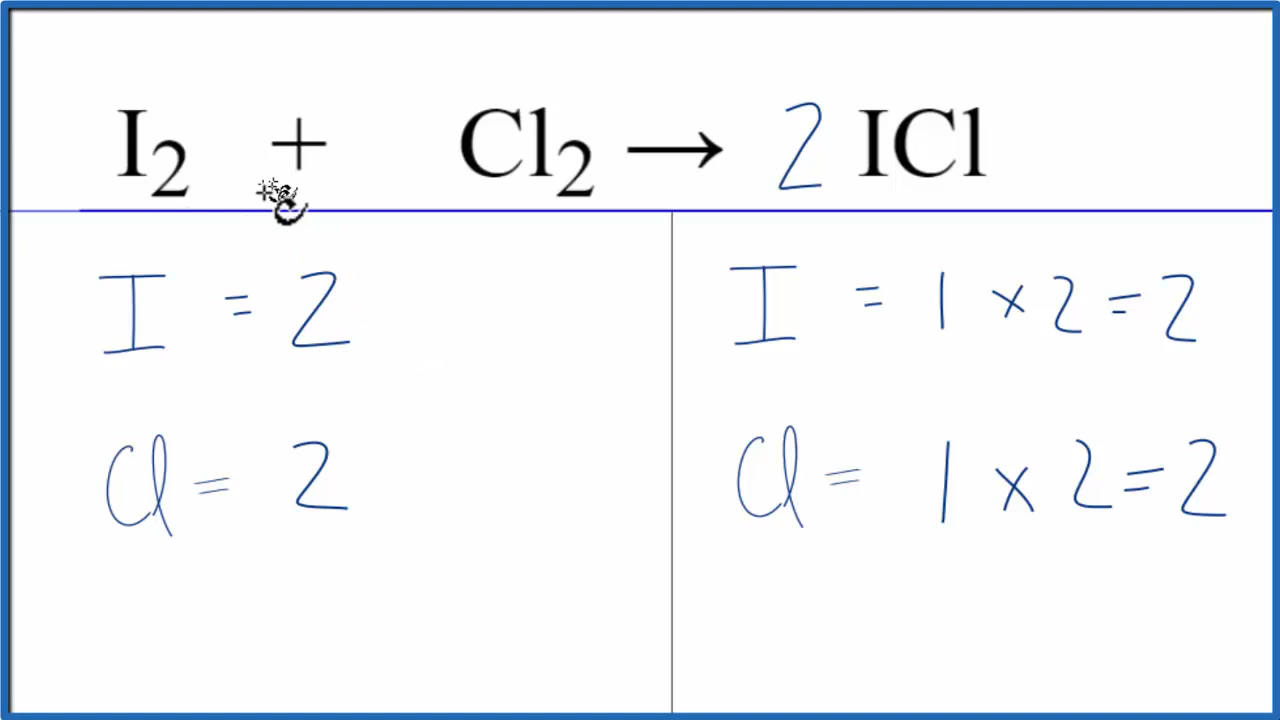 I₂ + Cl₂ → 2 ICl
I = 2
I = 1 × 2 = 2
Cl = 2
Cl = 1 × 2 = 2